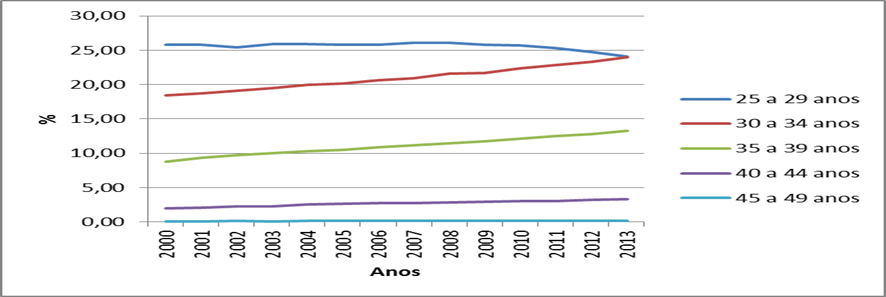 30,00
25,00
20,00
15,00
10,00
5,00
0,00
%
2000 2001 2002 2003 2004 2005 2006 2007 2008 2009 2010 2011 2012 2013
Anos
25 a 29 anos
30 a 34 anos
35 a 39 anos
40 a 44 anos
45 a 49 anos